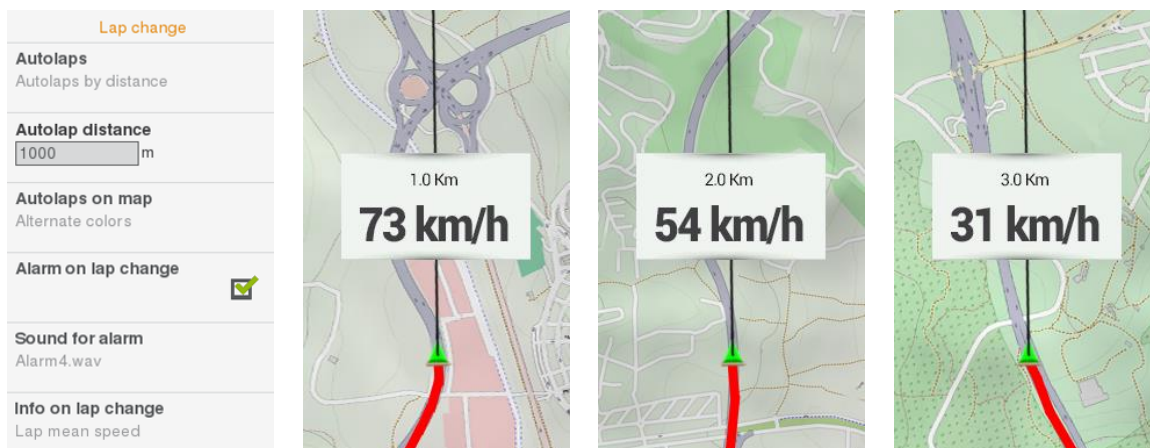 Lap change
Autolaps
Autolaps by distance
Autolap distance
1000 m
Autolaps on map
Alternate colors
Alarm on lap change
Sound for alarm
Alarm4.wav
Info on lap change
Lap mean speed
1.0 Km
73 km/h
2.0 Km
54 km/h
3.0 Km
31 km/h